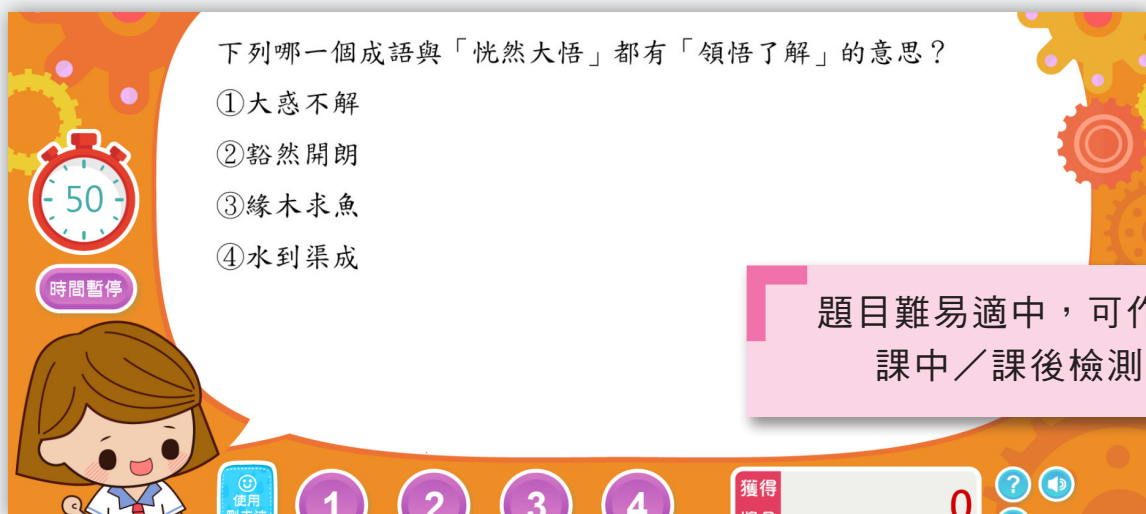 下列哪一個成語與「恍然大悟」都有「領悟了解」的意思？
①大惑不解
②豁然開朗
③緣木求魚
④水到渠成
50
時間暫停
題目難易適中，可作
課中／課後檢測
使用
1
2
3
4
獲得
0
?